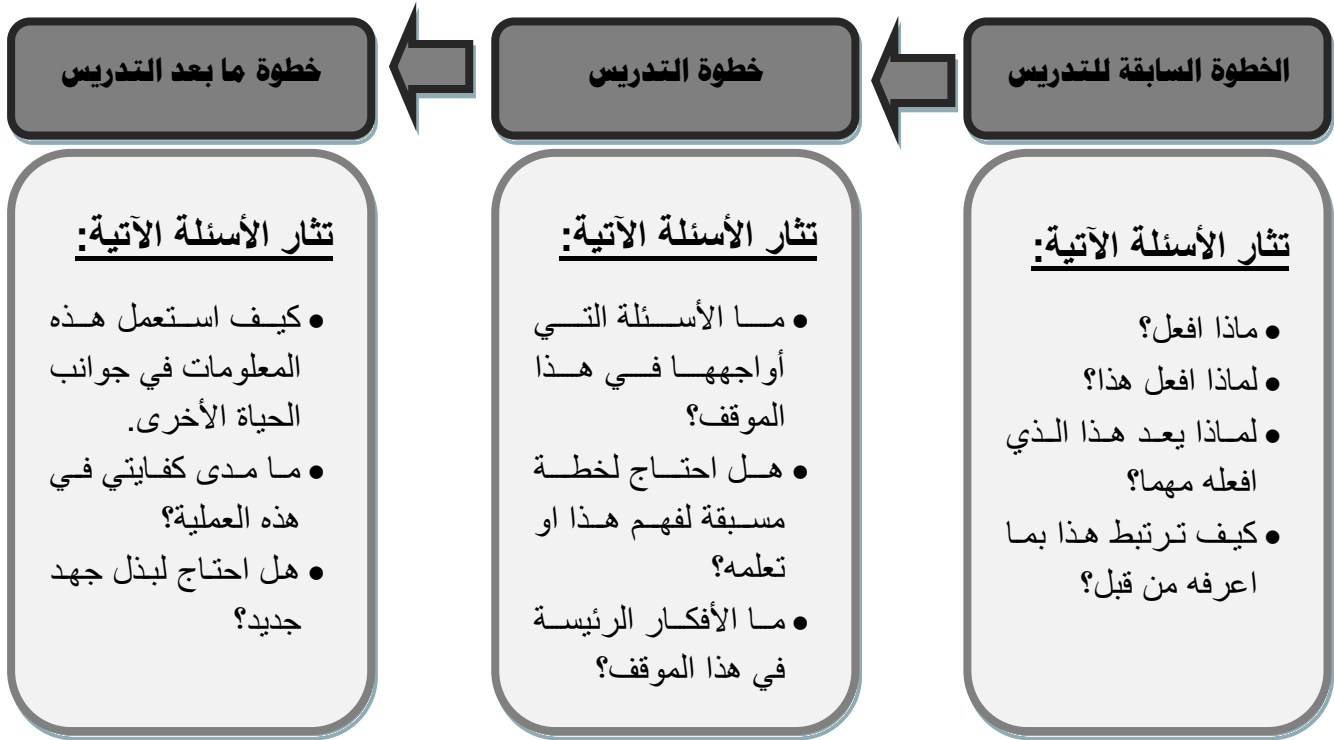 الخطوة السابقة للتدريس
تثار الأسئلة الآتية:
• ماذا افعل؟
• لماذا افعل هذا؟
• لماذا يعد هذا الذي
افعله مهما؟
• كيف ترتبط هذا بما
اعرفه من قبل؟
خطوة التدريس
تثار الأسئلة الآتية:
• ما الأسئلة التي
أواجهها في هذا
الموقف؟
• هل احتاج لخطة
مسبقة لفهم هذا او
تعلمه؟
• ما الأفكار الرئيسة
في هذا الموقف؟
خطوة ما بعد التدريس
تثار الأسئلة الآتية:
• كيف استعمل هذه
المعلومات في جوانب
الحياة الأخرى.
• ما مدى كفايتي في
هذه العملية؟
• هل احتاج لبذل جهد
جديد؟